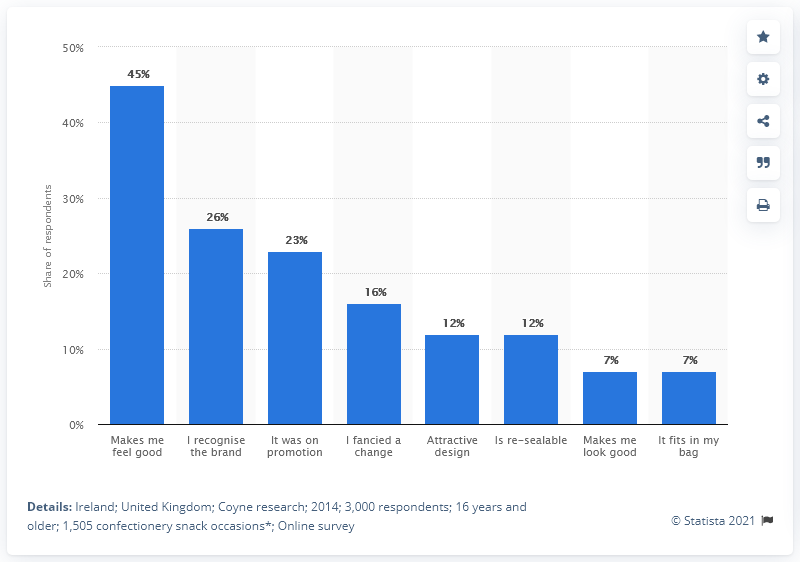 50%
45%
40%
Share of respondents
30%
26%
23%
20%
16%
12%
12%
10%
7%
7%
0%
Makes me
feel good
I recognise
the brand
It was on
promotion
I fancied a
change
Attractive
design
Is re-sealable
Makes me
look good
It fits in my
bag
Details: Ireland; United Kingdom; Coyne research; 2014; 3,000 respondents; 16 years and
older; 1,505 confectionery snack occasions*; Online survey
© Statista 2021